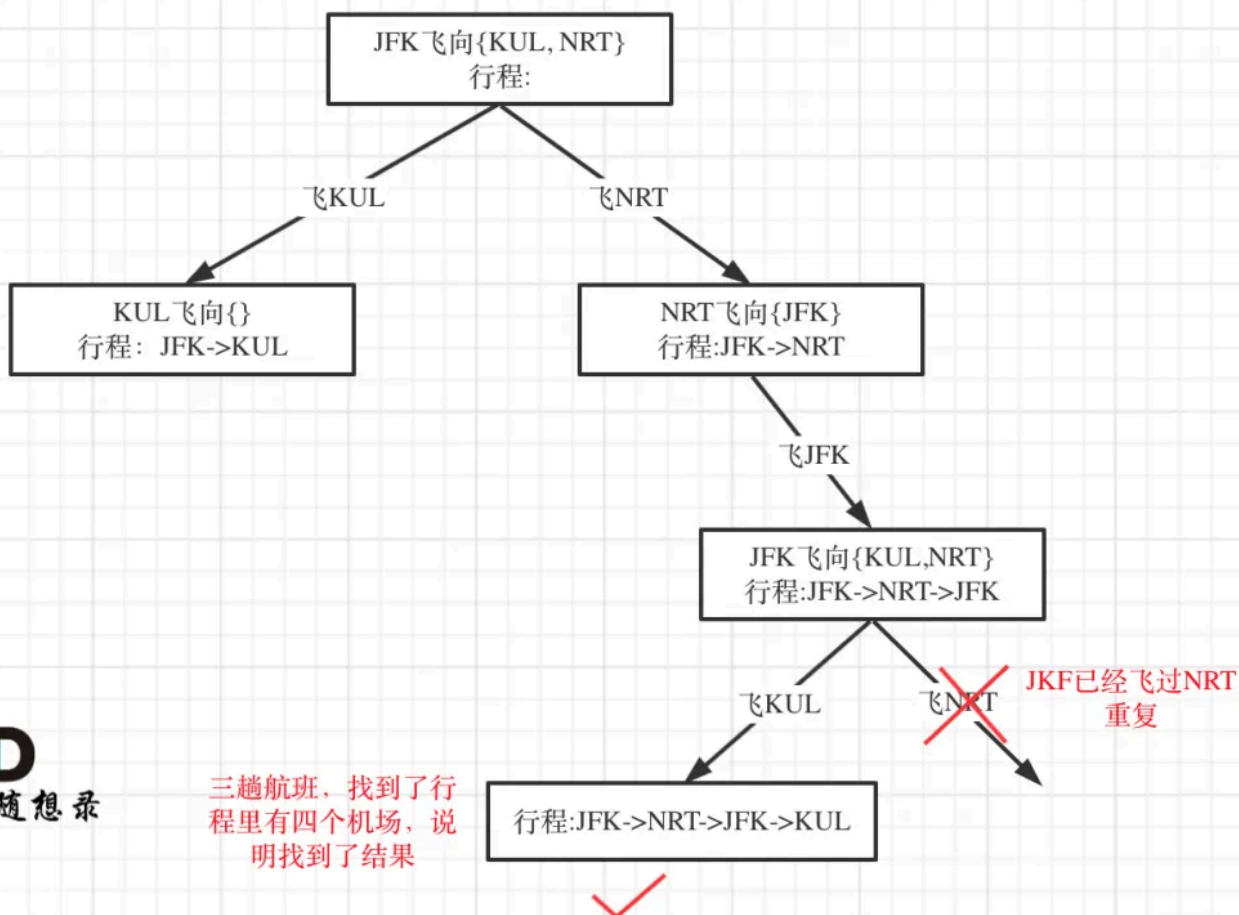 JFK飞向{KUL, NRT}
行程:
飞KUL
飞NRT
KUL飞向{}
行程：JFK->KUL
NRT飞向{JFK}
行程:JFK->NRT
飞JFK
JFK飞向{KUL,NRT}
行程:JFK->NRT->JFK
飞KUL
飞NRT
JKF已经飞过NRT
重复
三趟航班，找到了行
程里有四个机场，说
明找到了结果
行程:JFK->NRT->JFK->KUL
D
随想录